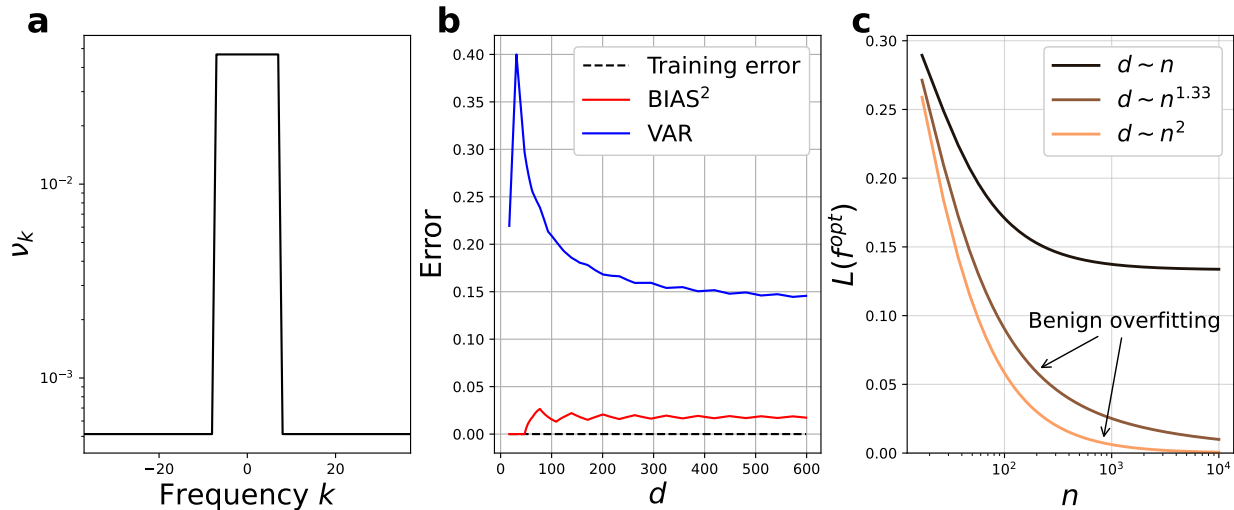 a
10⁻²
10⁻³
ν_k
−20
0
20
Frequency k
b
0.40
0.35
0.30
0.25
0.20
0.15
0.10
0.05
0.00
Error
Training error
BIAS²
VAR
0
100
200
300
400
500
600
d
c
0.30
0.25
0.20
0.15
0.10
0.05
0.00
L(f^{opt})
d ~ n
d ~ n^{1.33}
d ~ n²
Benign overfitting
10²
10³
10⁴
n